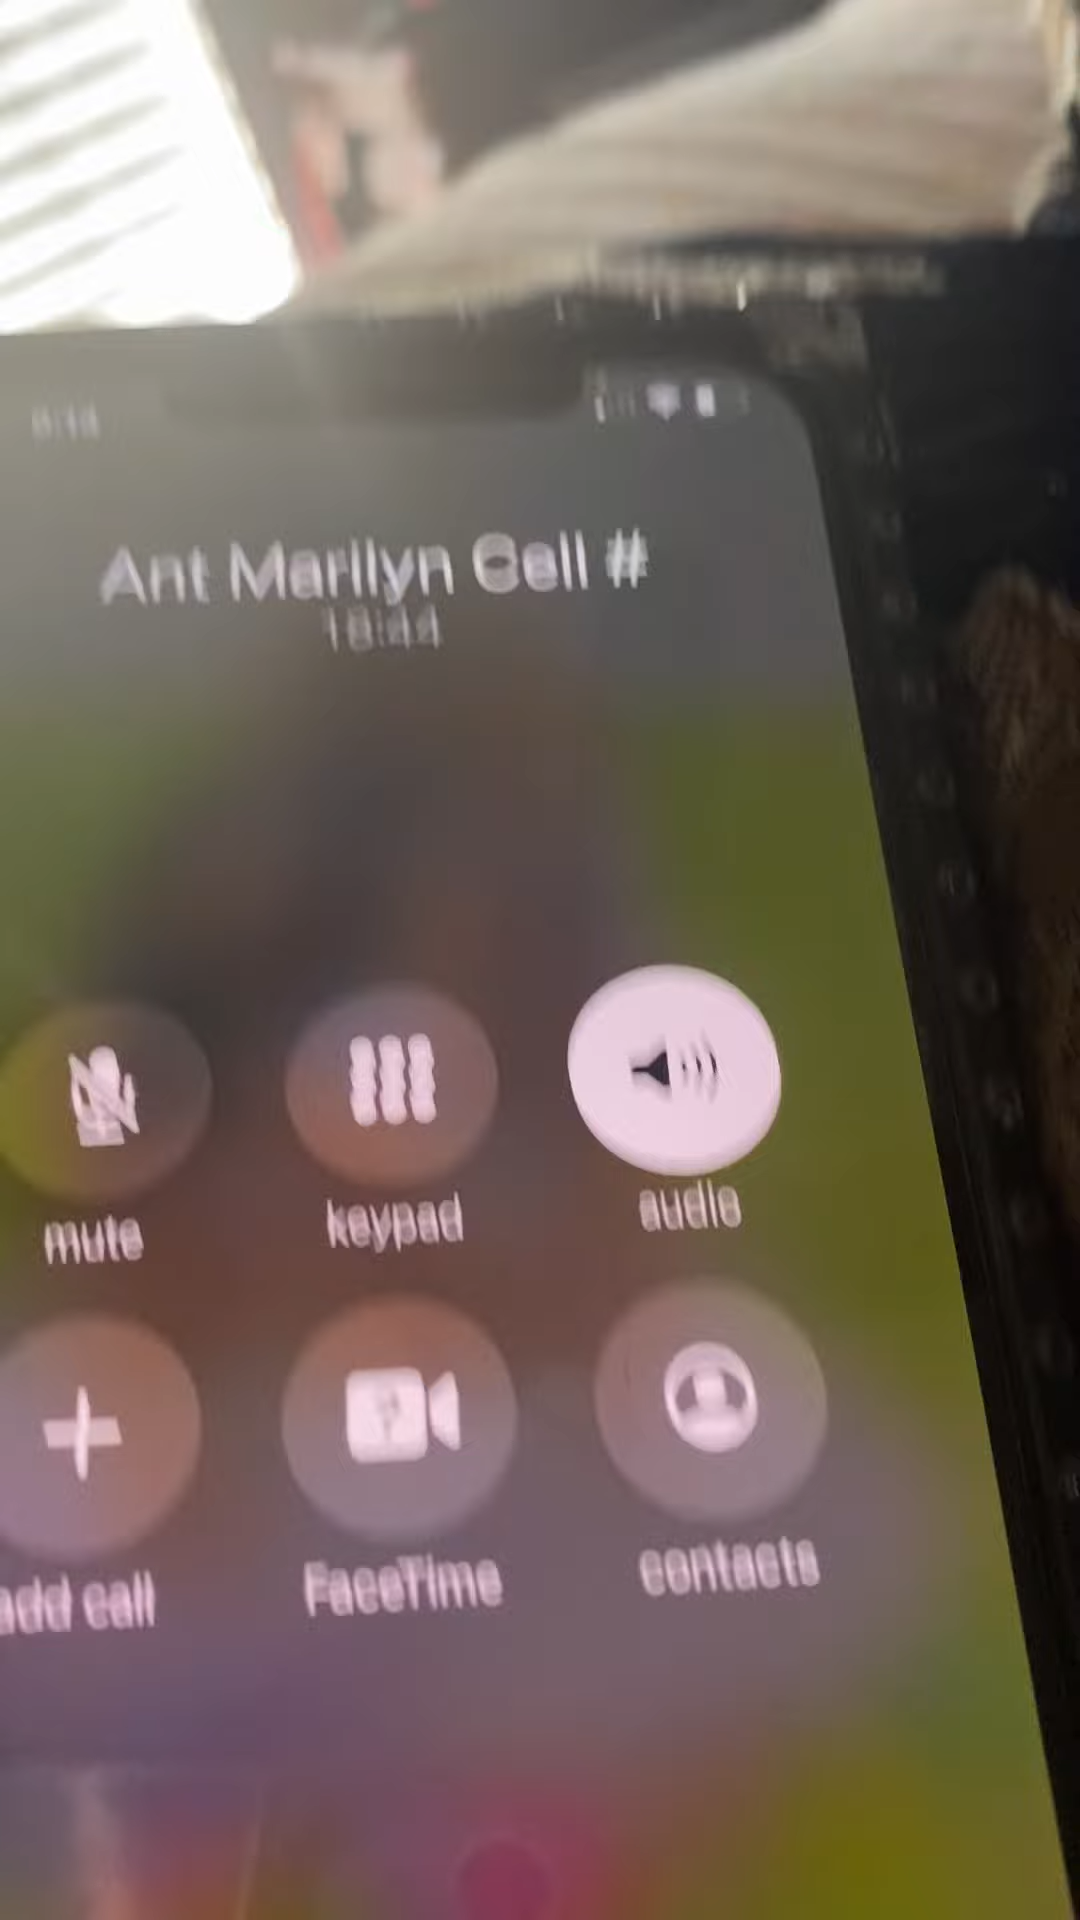 Ant Marilyn Cell #
18:44
mute
keypad
audio
add call
FaceTime
contacts